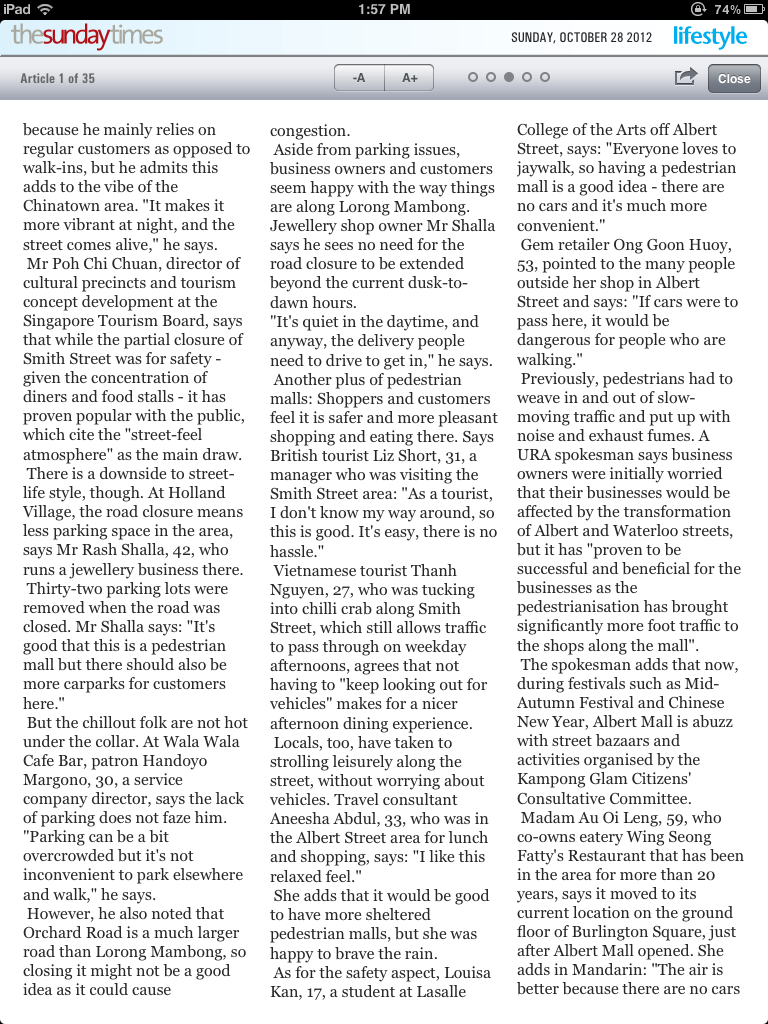 iPad
1:57 PM
74%
thesundaytimes
SUNDAY, OCTOBER 28 2012
lifestyle
Article 1 of 35
-A
A+
Close
because he mainly relies on
regular customers as opposed to
walk-ins, but he admits this
adds to the vibe of the
Chinatown area. "It makes it
more vibrant at night, and the
street comes alive," he says.
Mr Poh Chi Chuan, director of
cultural precincts and tourism
concept development at the
Singapore Tourism Board, says
that while the partial closure of
Smith Street was for safety -
given the concentration of
diners and food stalls - it has
proven popular with the public,
which cite the "street-feel
atmosphere" as the main draw.
There is a downside to street-
life style, though. At Holland
Village, the road closure means
less parking space in the area,
says Mr Rash Shalla, 42, who
runs a jewellery business there.
Thirty-two parking lots were
removed when the road was
closed. Mr Shalla says: "It's
good that this is a pedestrian
mall but there should also be
more carparks for customers
here."
But the chillout folk are not hot
under the collar. At Wala Wala
Cafe Bar, patron Handoyo
Margono, 30, a service
company director, says the lack
of parking does not faze him.
"Parking can be a bit
overcrowded but it's not
inconvenient to park elsewhere
and walk," he says.
However, he also noted that
Orchard Road is a much larger
road than Lorong Mambong, so
closing it might not be a good
idea as it could cause
congestion.
Aside from parking issues,
business owners and customers
seem happy with the way things
are along Lorong Mambong.
Jewellery shop owner Mr Shalla
says he sees no need for the
road closure to be extended
beyond the current dusk-to-
dawn hours.
"It's quiet in the daytime, and
anyway, the delivery people
need to drive to get in," he says.
Another plus of pedestrian
malls: Shoppers and customers
feel it is safer and more pleasant
shopping and eating there. Says
British tourist Liz Short, 31, a
manager who was visiting the
Smith Street area: "As a tourist,
I don't know my way around, so
this is good. It's easy, there is no
hassle."
Vietnamese tourist Thanh
Nguyen, 27, who was tucking
into chilli crab along Smith
Street, which still allows traffic
to pass through on weekday
afternoons, agrees that not
having to "keep looking out for
vehicles" makes for a nicer
afternoon dining experience.
Locals, too, have taken to
strolling leisurely along the
street, without worrying about
vehicles. Travel consultant
Aneesha Abdul, 33, who was in
the Albert Street area for lunch
and shopping, says: "I like this
relaxed feel."
She adds that it would be good
to have more sheltered
pedestrian malls, but she was
happy to brave the rain.
As for the safety aspect, Louisa
Kan, 17, a student at Lasalle
College of the Arts off Albert
Street, says: "Everyone loves to
jaywalk, so having a pedestrian
mall is a good idea - there are
no cars and it's much more
convenient."
Gem retailer Ong Goon Huoy,
53, pointed to the many people
outside her shop in Albert
Street and says: "If cars were to
pass here, it would be
dangerous for people who are
walking."
Previously, pedestrians had to
weave in and out of slow-
moving traffic and put up with
noise and exhaust fumes. A
URA spokesman says business
owners were initially worried
that their businesses would be
affected by the transformation
of Albert and Waterloo streets,
but it has "proven to be
successful and beneficial for the
businesses as the
pedestrianisation has brought
significantly more foot traffic to
the shops along the mall".
The spokesman adds that now,
during festivals such as Mid-
Autumn Festival and Chinese
New Year, Albert Mall is abuzz
with street bazaars and
activities organised by the
Kampong Glam Citizens'
Consultative Committee.
Madam Au Oi Leng, 59, who
co-owns eatery Wing Seong
Fatty's Restaurant that has been
in the area for more than 20
years, says it moved to its
current location on the ground
floor of Burlington Square, just
after Albert Mall opened. She
adds in Mandarin: "The air is
better because there are no cars